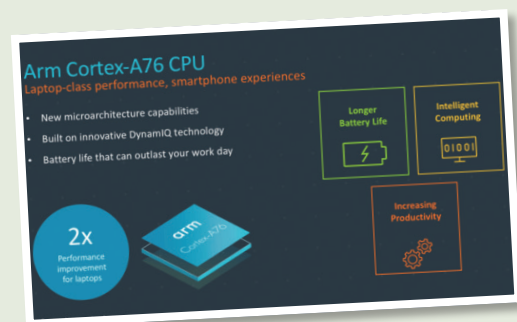 Arm Cortex-A76 CPU
Laptop-class performance, smartphone experiences
• New microarchitecture capabilities
• Built on innovative DynamIQ technology
• Battery life that can outlast your work day
Longer
Battery Life
Intelligent
Computing
01001
Increasing
Productivity
2x
Performance
improvement
for laptops
arm
Cortex-A76